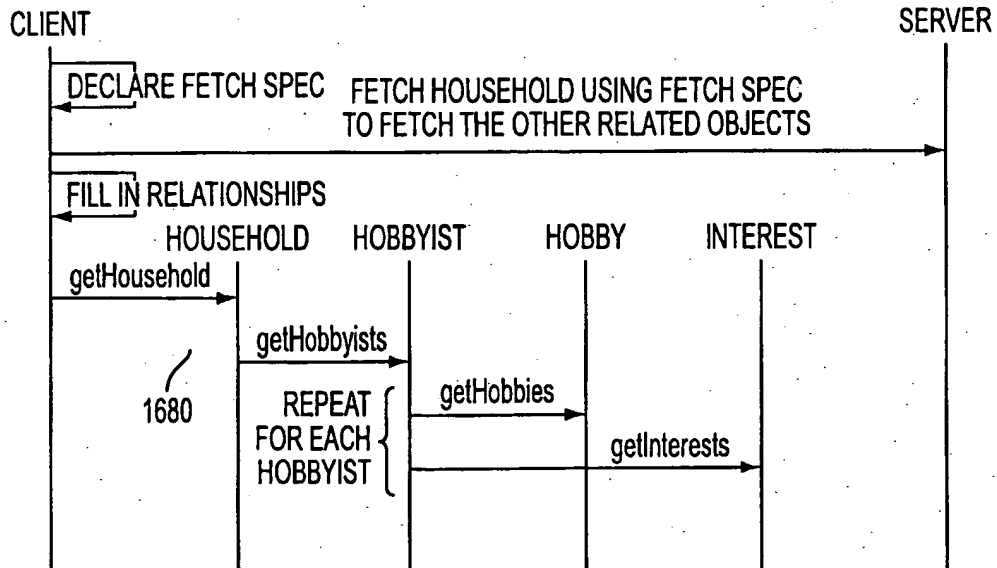 CLIENT
SERVER
DECLARE FETCH SPEC
FETCH HOUSEHOLD USING FETCH SPEC
TO FETCH THE OTHER RELATED OBJECTS
FILL IN RELATIONSHIPS
HOUSEHOLD
HOBBYIST
HOBBY
INTEREST
getHousehold
getHobbyists
1680
REPEAT
FOR EACH
HOBBYIST
getHobbies
getInterests